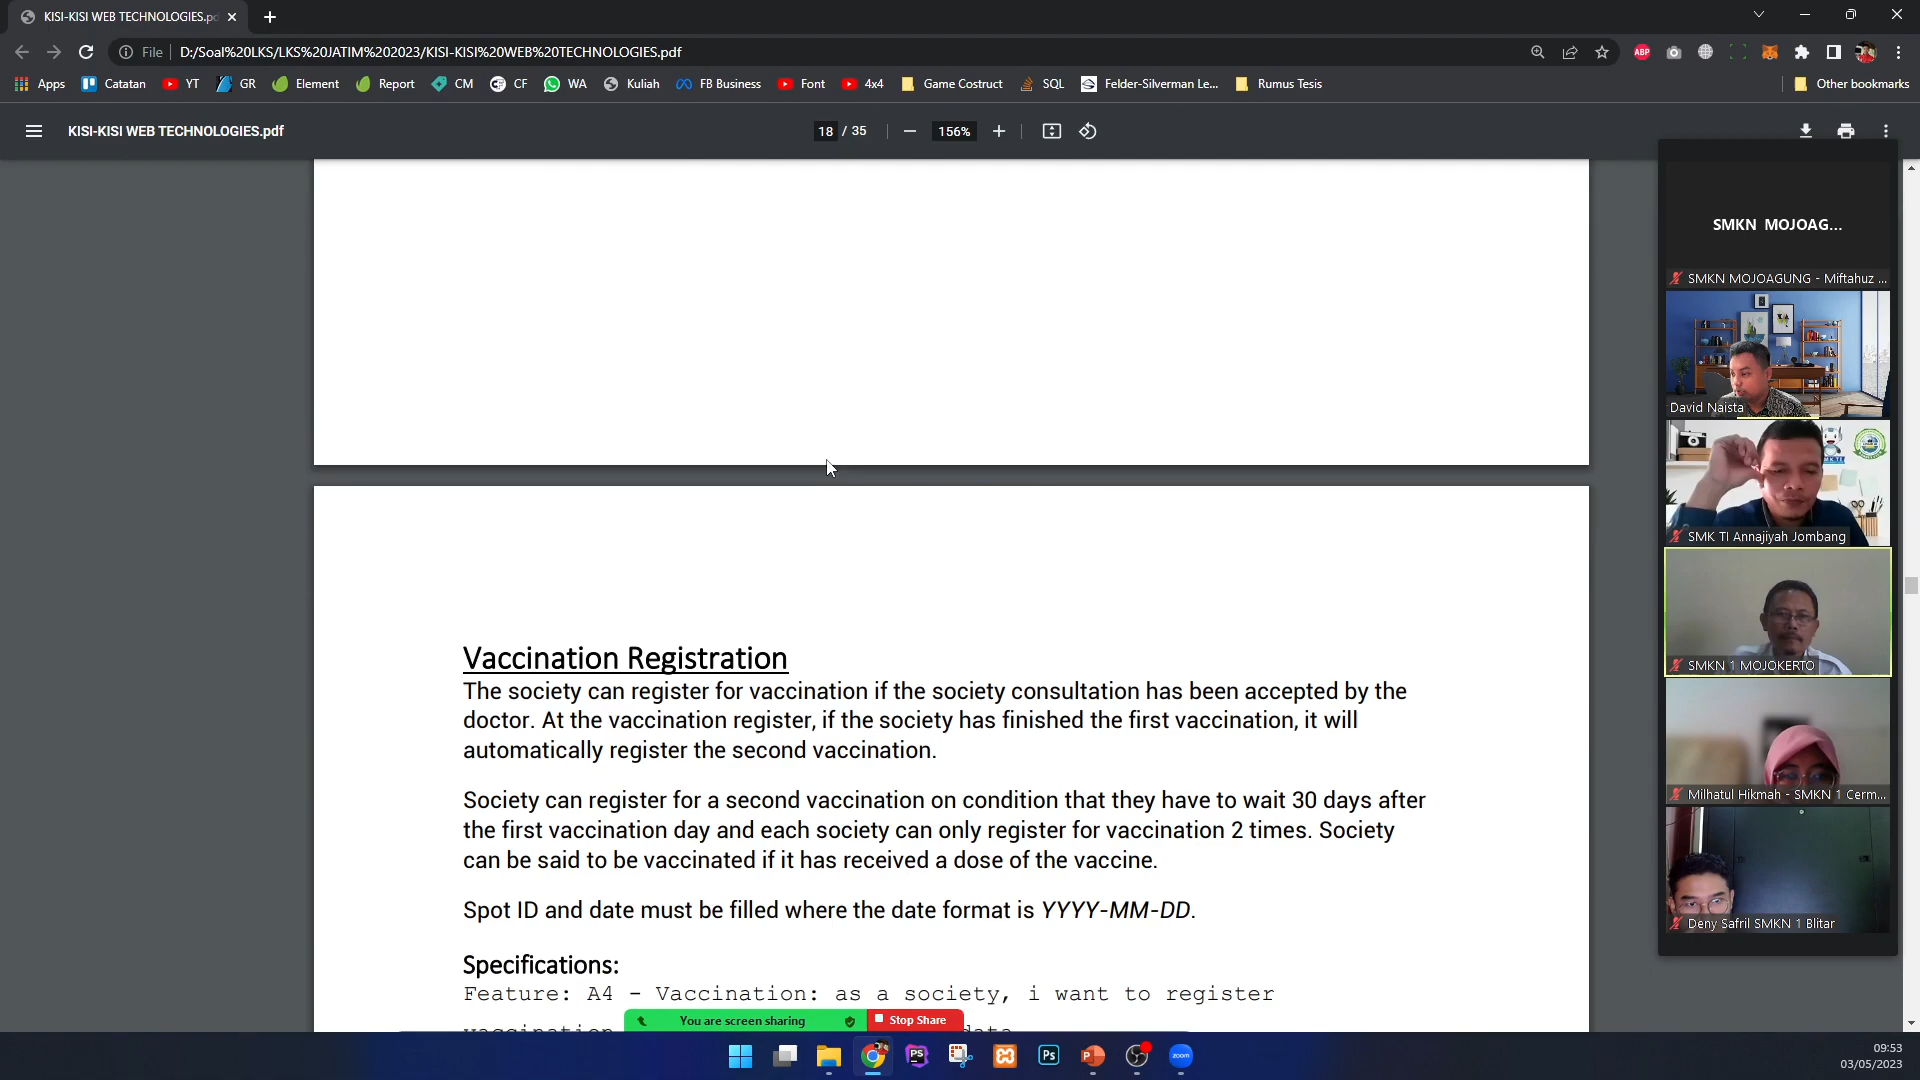 KISI-KISI WEB TECHNOLOGIES.pd
File D:/Soal%20LKS/LKS%20JATIM%202023/KISI-KISI%20WEB%20TECHNOLOGIES.pdf
ABP
Apps Catatan YT GR Element Report CM CF WA Kuliah FB Business Font 4x4 Game Costruct SQL Felder-Silverman Le... Rumus Tesis Other bookmarks
KISI-KISI WEB TECHNOLOGIES.pdf 18 / 35 156%
SMKN MOJOAG...
SMKN MOJOAGUNG - Miftahuz ...
David Naista
SMK TI Annajiyah Jombang
SMKN 1 MOJOKERTO
Milhatul Hikmah - SMKN 1 Cerm...
Deny Safril SMKN 1 Blitar
Vaccination Registration
The society can register for vaccination if the society consultation has been accepted by the
doctor. At the vaccination register, if the society has finished the first vaccination, it will
automatically register the second vaccination.
Society can register for a second vaccination on condition that they have to wait 30 days after
the first vaccination day and each society can only register for vaccination 2 times. Society
can be said to be vaccinated if it has received a dose of the vaccine.
Spot ID and date must be filled where the date format is YYYY-MM-DD.
Specifications:
Feature: A4 - Vaccination: as a society, i want to register
You are screen sharing Stop Share
PS Ps P zoom
09:53
03/05/2023